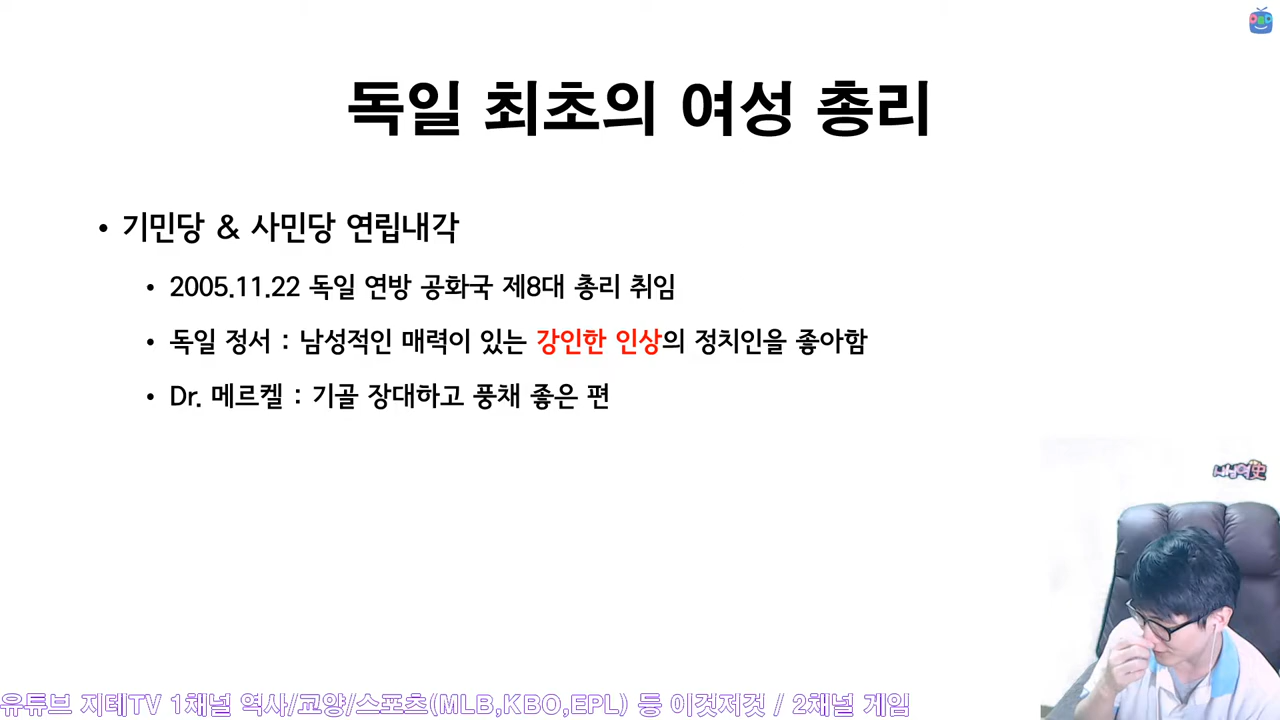 독일 최초의 여성 총리
• 기민당 & 사민당 연립내각
• 2005.11.22 독일 연방 공화국 제8대 총리 취임
• 독일 정서 : 남성적인 매력이 있는 강인한 인상의 정치인을 좋아함
• Dr. 메르켈 : 기골 장대하고 풍채 좋은 편
유튜브 지테TV 1채널 역사/교양/스포츠(MLB,KBO,EPL) 등 이것저것 / 2채널 게임